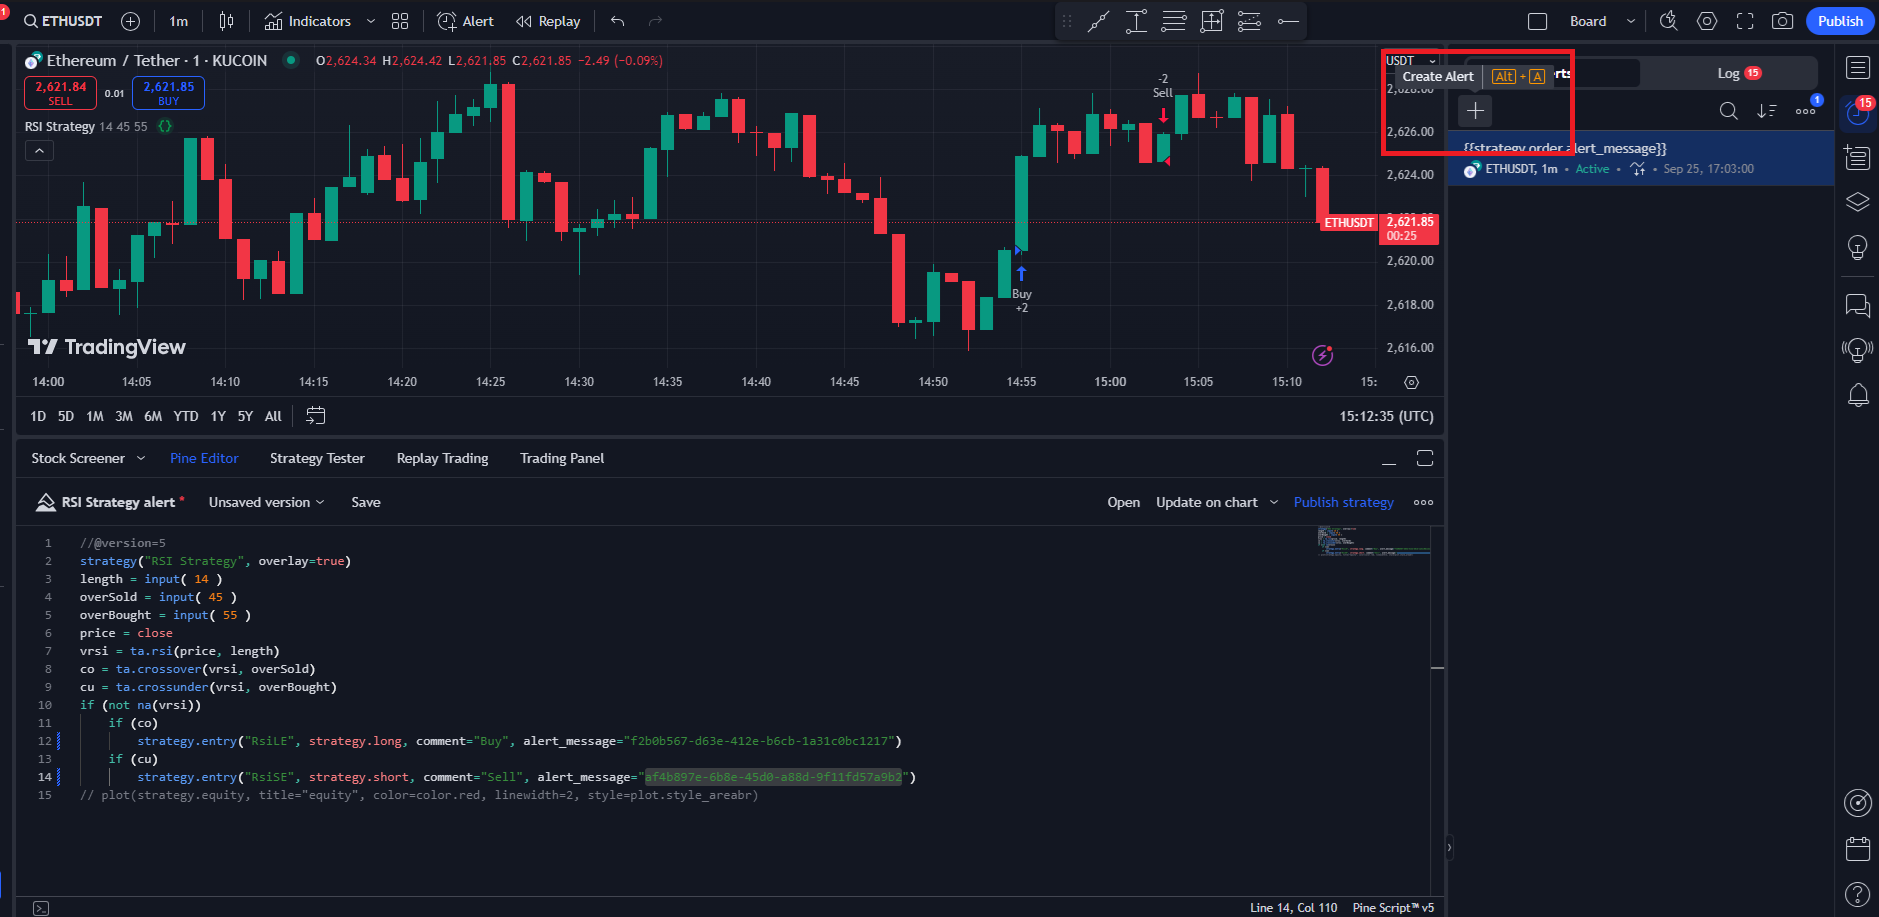 1
ETHUSDT
1m
Indicators
Alert
Replay
Board
Publish
Ethereum / Tether · 1 · KUCOIN
O2,624.34 H2,624.42 L2,621.85 C2,621.85 −2.49 (−0.09%)
2,621.84
SELL
0.01
2,621.85
BUY
RSI Strategy 14 45 55 {}
-2
Sell
Buy
+2
TradingView
USDT
2,626.00
2,624.00
ETHUSDT 2,621.85
00:25
2,620.00
2,618.00
2,616.00
14:00 14:05 14:10 14:15 14:20 14:25 14:30 14:35 14:40 14:45 14:50 14:55 15:00 15:05 15:10 15:
1D 5D 1M 3M 6M YTD 1Y 5Y All
15:12:35 (UTC)
Create Alert Alt + A
Log 15
1
15
{{strategy.order.alert_message}}
ETHUSDT, 1m • Active • Sep 25, 17:03:00
Stock Screener Pine Editor Strategy Tester Replay Trading Trading Panel
RSI Strategy alert * Unsaved version Save
Open Update on chart Publish strategy
1 //@version=5
2 strategy("RSI Strategy", overlay=true)
3 length = input( 14 )
4 overSold = input( 45 )
5 overBought = input( 55 )
6 price = close
7 vrsi = ta.rsi(price, length)
8 co = ta.crossover(vrsi, overSold)
9 cu = ta.crossunder(vrsi, overBought)
10 if (not na(vrsi))
11 if (co)
12 strategy.entry("RsiLE", strategy.long, comment="Buy", alert_message="f2b0b567-d63e-412e-b6cb-1a31c0bc1217")
13 if (cu)
14 strategy.entry("RsiSE", strategy.short, comment="Sell", alert_message="af4b897e-6b8e-45d0-a88d-9f11fd57a9b2")
15 // plot(strategy.equity, title="equity", color=color.red, linewidth=2, style=plot.style_areabr)
Line 14, Col 110 Pine Script™ v5